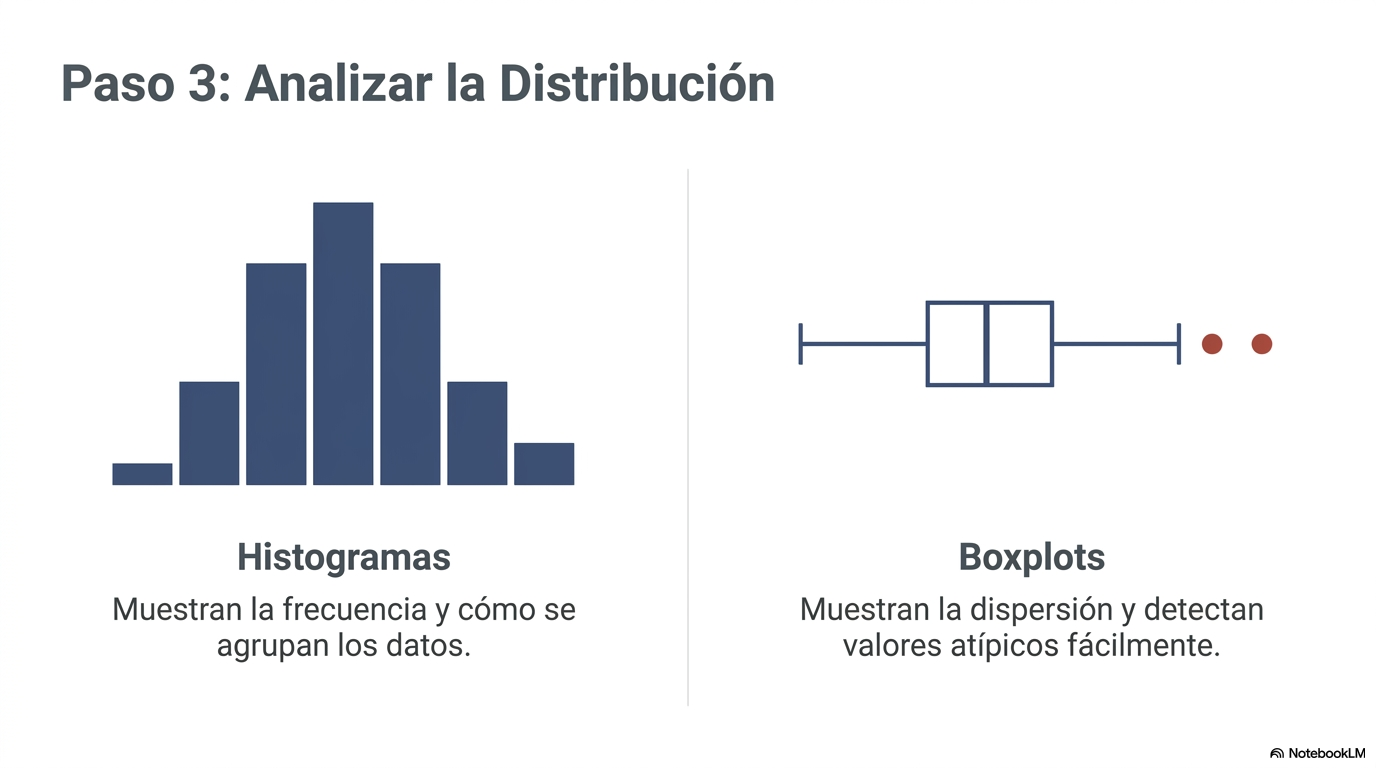 Paso 3: Analizar la Distribución
Histogramas
Muestran la frecuencia y cómo se
agrupan los datos.
Boxplots
Muestran la dispersión y detectan
valores atípicos fácilmente.
NotebookLM